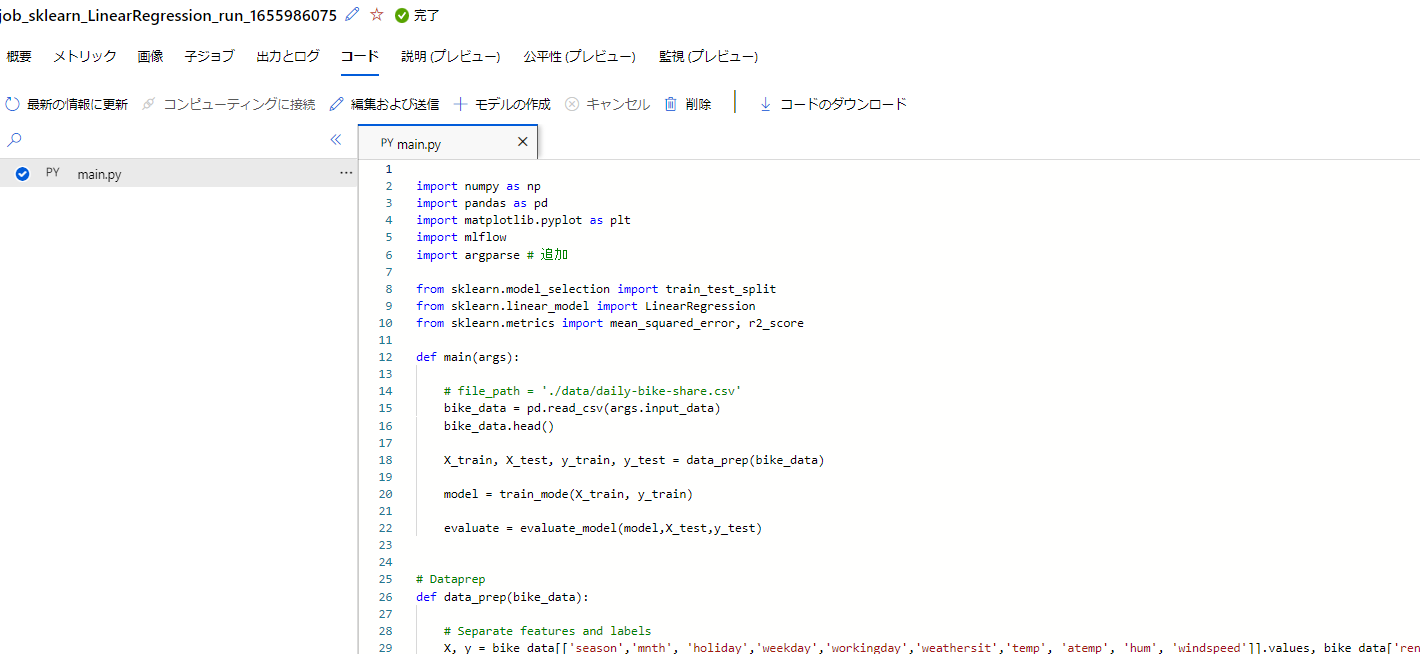 job_sklearn_LinearRegression_run_1655986075 完了
概要 メトリック 画像 子ジョブ 出力とログ コード 説明 (プレビュー) 公平性 (プレビュー) 監視 (プレビュー)
最新の情報に更新 コンピューティングに接続 編集および送信 モデルの作成 キャンセル 削除 コードのダウンロード
PY main.py
PY main.py
1
2 import numpy as np
3 import pandas as pd
4 import matplotlib.pyplot as plt
5 import mlflow
6 import argparse # 追加
7
8 from sklearn.model_selection import train_test_split
9 from sklearn.linear_model import LinearRegression
10 from sklearn.metrics import mean_squared_error, r2_score
11
12 def main(args):
13
14 # file_path = './data/daily-bike-share.csv'
15 bike_data = pd.read_csv(args.input_data)
16 bike_data.head()
17
18 X_train, X_test, y_train, y_test = data_prep(bike_data)
19
20 model = train_mode(X_train, y_train)
21
22 evaluate = evaluate_model(model,X_test,y_test)
23
24
25 # Dataprep
26 def data_prep(bike_data):
27
28 # Separate features and labels
29 X, y = bike_data[['season','mnth', 'holiday','weekday','workingday','weathersit','temp', 'atemp', 'hum', 'windspeed']].values, bike_data['ren